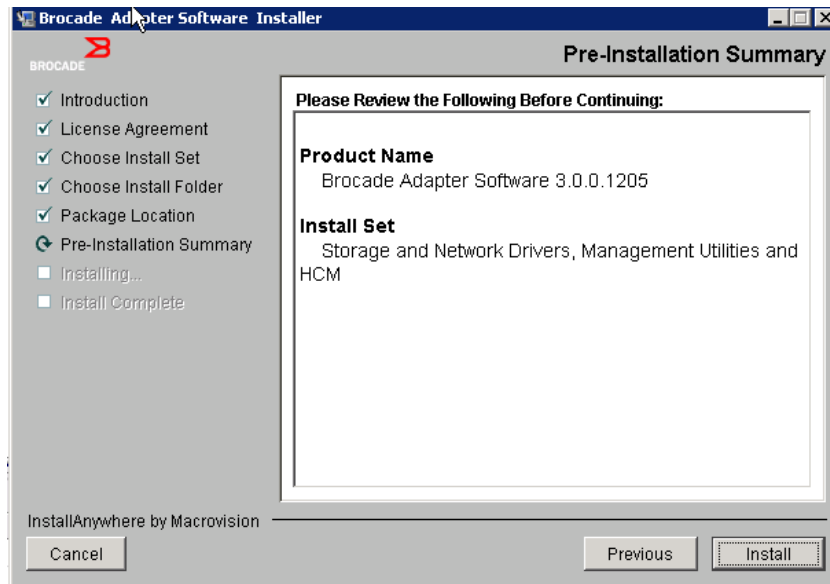 Brocade Adapter Software Installer
BROCADE
Pre-Installation Summary
Introduction
License Agreement
Choose Install Set
Choose Install Folder
Package Location
Pre-Installation Summary
Installing...
Install Complete
Please Review the Following Before Continuing:
Product Name
Brocade Adapter Software 3.0.0.1205
Install Set
Storage and Network Drivers, Management Utilities and
HCM
InstallAnywhere by Macrovision
Cancel
Previous
Install